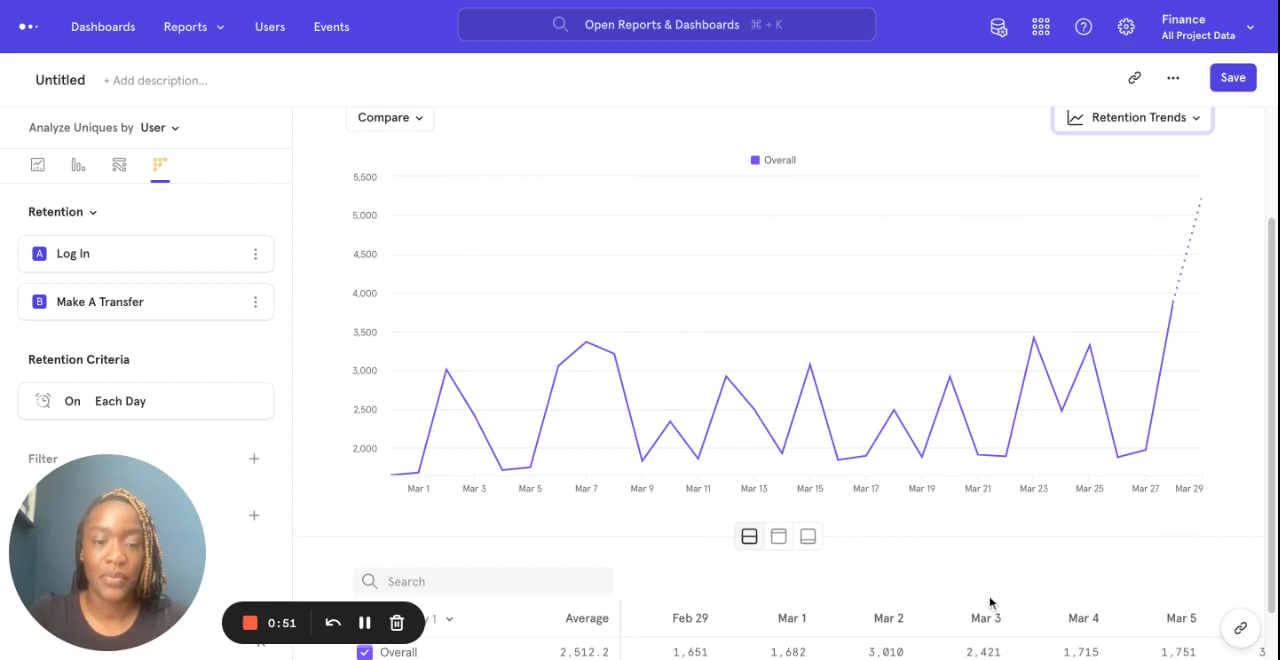 Dashboards Reports Users Events Open Reports & Dashboards ⌘ + K Finance
All Project Data
Untitled + Add description... Save
Analyze Uniques by User
Compare Retention Trends
Overall
Retention
A Log In
B Make A Transfer
Retention Criteria
On Each Day
Filter
5,500
5,000
4,500
4,000
3,500
3,000
2,500
2,000
Mar 1 Mar 3 Mar 5 Mar 7 Mar 9 Mar 11 Mar 13 Mar 15 Mar 17 Mar 19 Mar 21 Mar 23 Mar 25 Mar 27 Mar 29
Search
0:51
1 Average Feb 29 Mar 1 Mar 2 Mar 3 Mar 4 Mar 5
Overall 2,512.2 1,651 1,682 3,010 2,421 1,715 1,751 3